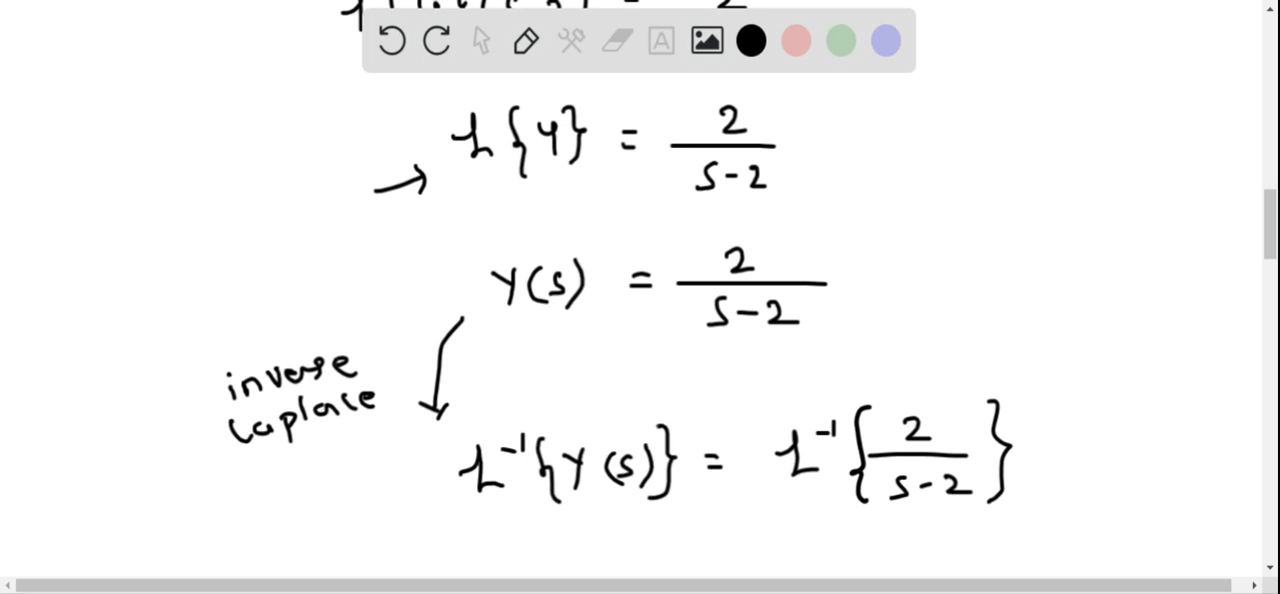 → L{y} = 2/(s-2)
Y(s) = 2/(s-2)
inverse
laplace
L⁻¹{Y(s)} = L⁻¹{2/(s-2)}